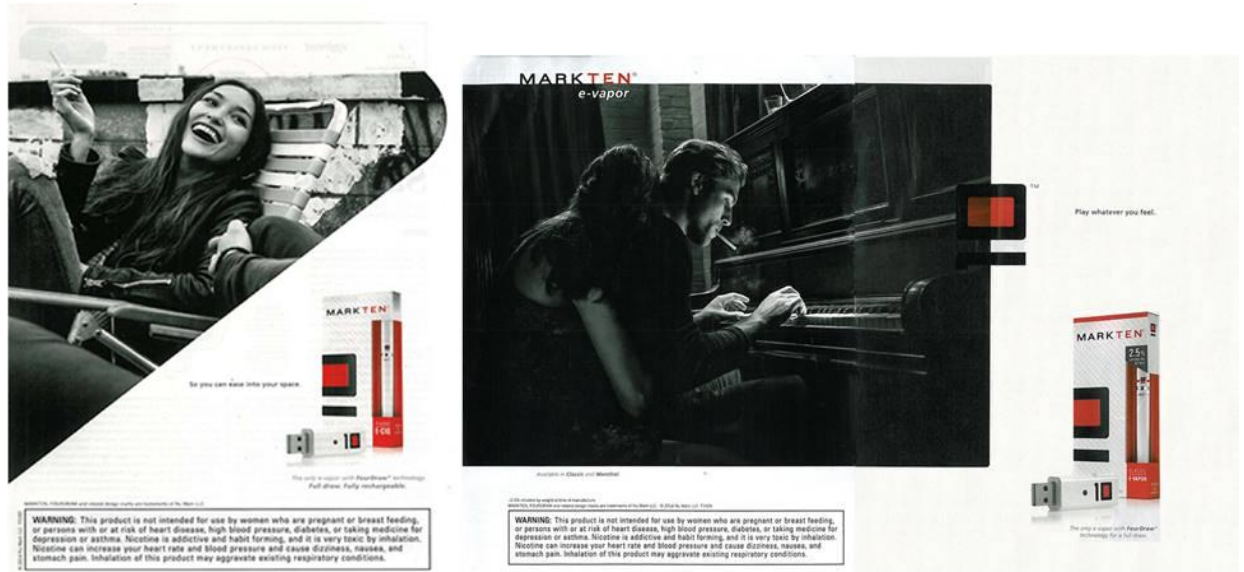 MARKTEN®
E-CIG
So you can ease into your space.
The only e-vapor with FourDraw™ technology
Full draw. Fully rechargeable.
WARNING: This product is not intended for use by women who are pregnant or breast feeding,
or persons with or at risk of heart disease, high blood pressure, diabetes, or taking medicine for
depression or asthma. Nicotine is addictive and habit forming, and it is very toxic by inhalation.
Nicotine can increase your heart rate and blood pressure and cause dizziness, nausea, and
stomach pain. Inhalation of this product may aggravate existing respiratory conditions.
MARKTEN®
e-vapor
Available in Classic and Menthol
WARNING: This product is not intended for use by women who are pregnant or breast feeding,
or persons with or at risk of heart disease, high blood pressure, diabetes, or taking medicine for
depression or asthma. Nicotine is addictive and habit forming, and it is very toxic by inhalation.
Nicotine can increase your heart rate and blood pressure and cause dizziness, nausea, and
stomach pain. Inhalation of this product may aggravate existing respiratory conditions.
TM
Play whatever you feel.
MARKTEN
2.5%
E-VAPOR
The only e-vapor with FourDraw™
technology for a full draw.